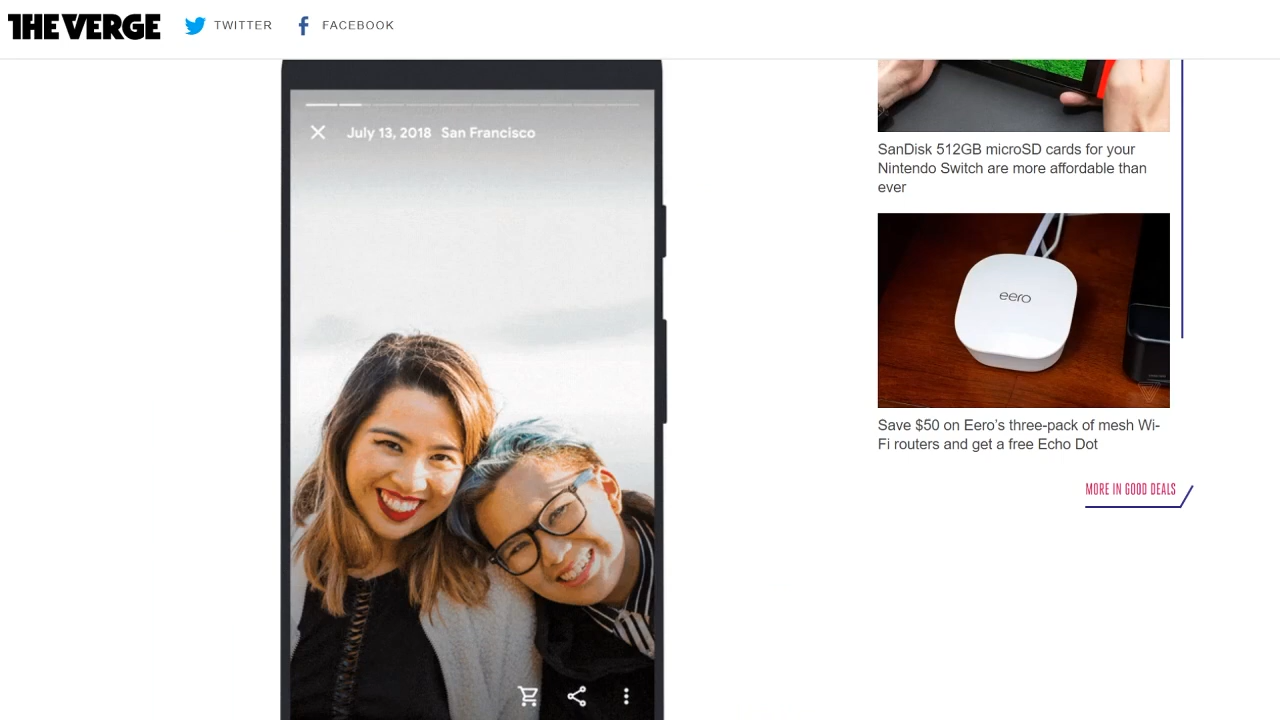 THE VERGE
TWITTER
FACEBOOK
July 13, 2018 San Francisco
SanDisk 512GB microSD cards for your
Nintendo Switch are more affordable than
ever
eero
Save $50 on Eero’s three-pack of mesh Wi-
Fi routers and get a free Echo Dot
MORE IN GOOD DEALS